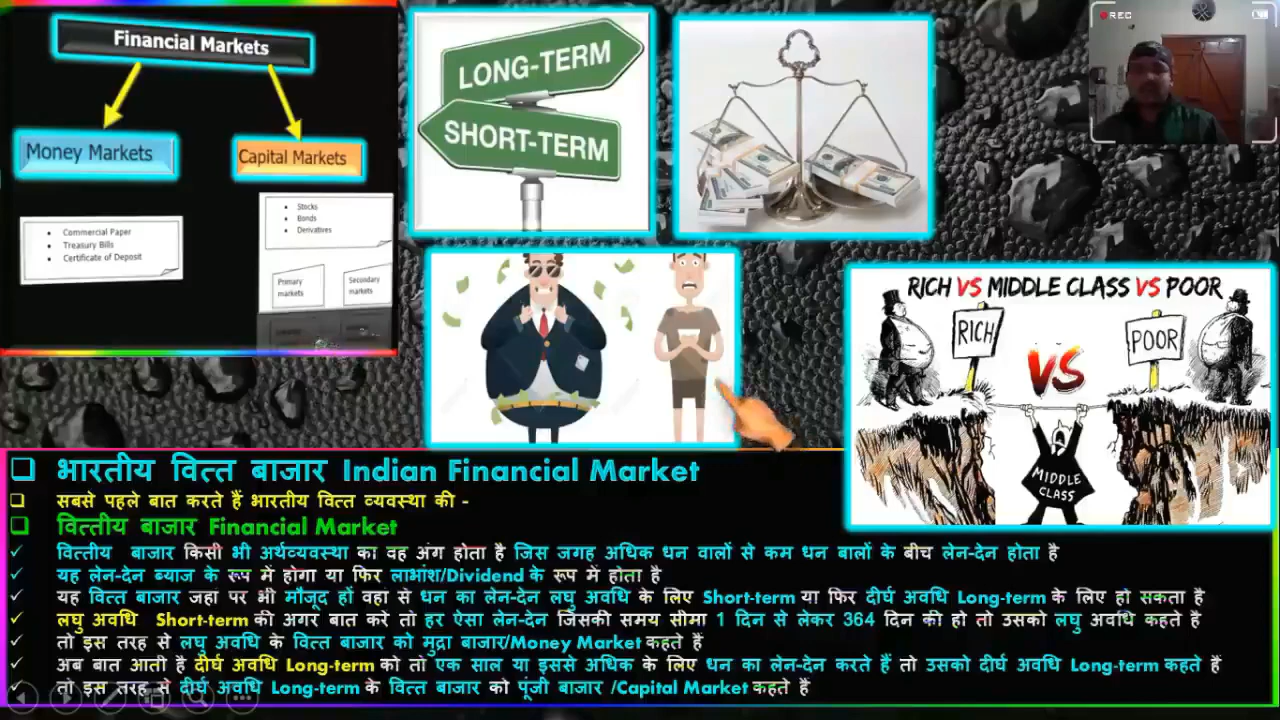 REC
Financial Markets
Money Markets
Capital Markets
Commercial Paper
Treasury Bills
Certificate of Deposit
Stocks
Bonds
Derivatives
Primary markets
Secondary markets
LONG-TERM
SHORT-TERM
RICH VS MIDDLE CLASS VS POOR
RICH
VS
POOR
MIDDLE
CLASS
भारतीय वित्त बाजार Indian Financial Market
सबसे पहले बात करते हैं भारतीय वित्त व्यवस्था की -
वित्तीय बाजार Financial Market
वित्तीय बाजार किसी भी अर्थव्यवस्था का वह अंग होता है जिस जगह अधिक धन वालों से कम धन बालों के बीच लेन-देन होता है
यह लेन-देन ब्याज के रूप में होगा या फिर लाभांश/Dividend के रूप में होता है
यह वित्त बाजार जहां पर भी मौजूद हों वहां से धन का लेन-देन लघु अवधि के लिए Short-term या फिर दीर्घ अवधि Long-term के लिए हो सकता है
लघु अवधि Short-term की अगर बात करे तो हर ऐसा लेन-देन जिसकी समय सीमा 1 दिन से लेकर 364 दिन की हो तो उसको लघु अवधि कहते हैं
तो इस तरह से लघु अवधि के वित्त बाजार को मुद्रा बाजार/Money Market कहते हैं
अब बात आती है दीर्घ अवधि Long-term को तो एक साल या इससे अधिक के लिए धन का लेन-देन करते हैं तो उसको दीर्घ अवधि Long-term कहते हैं
तो इस तरह से दीर्घ अवधि Long-term के वित्त बाजार को पूंजी बाजार /Capital Market कहते हैं